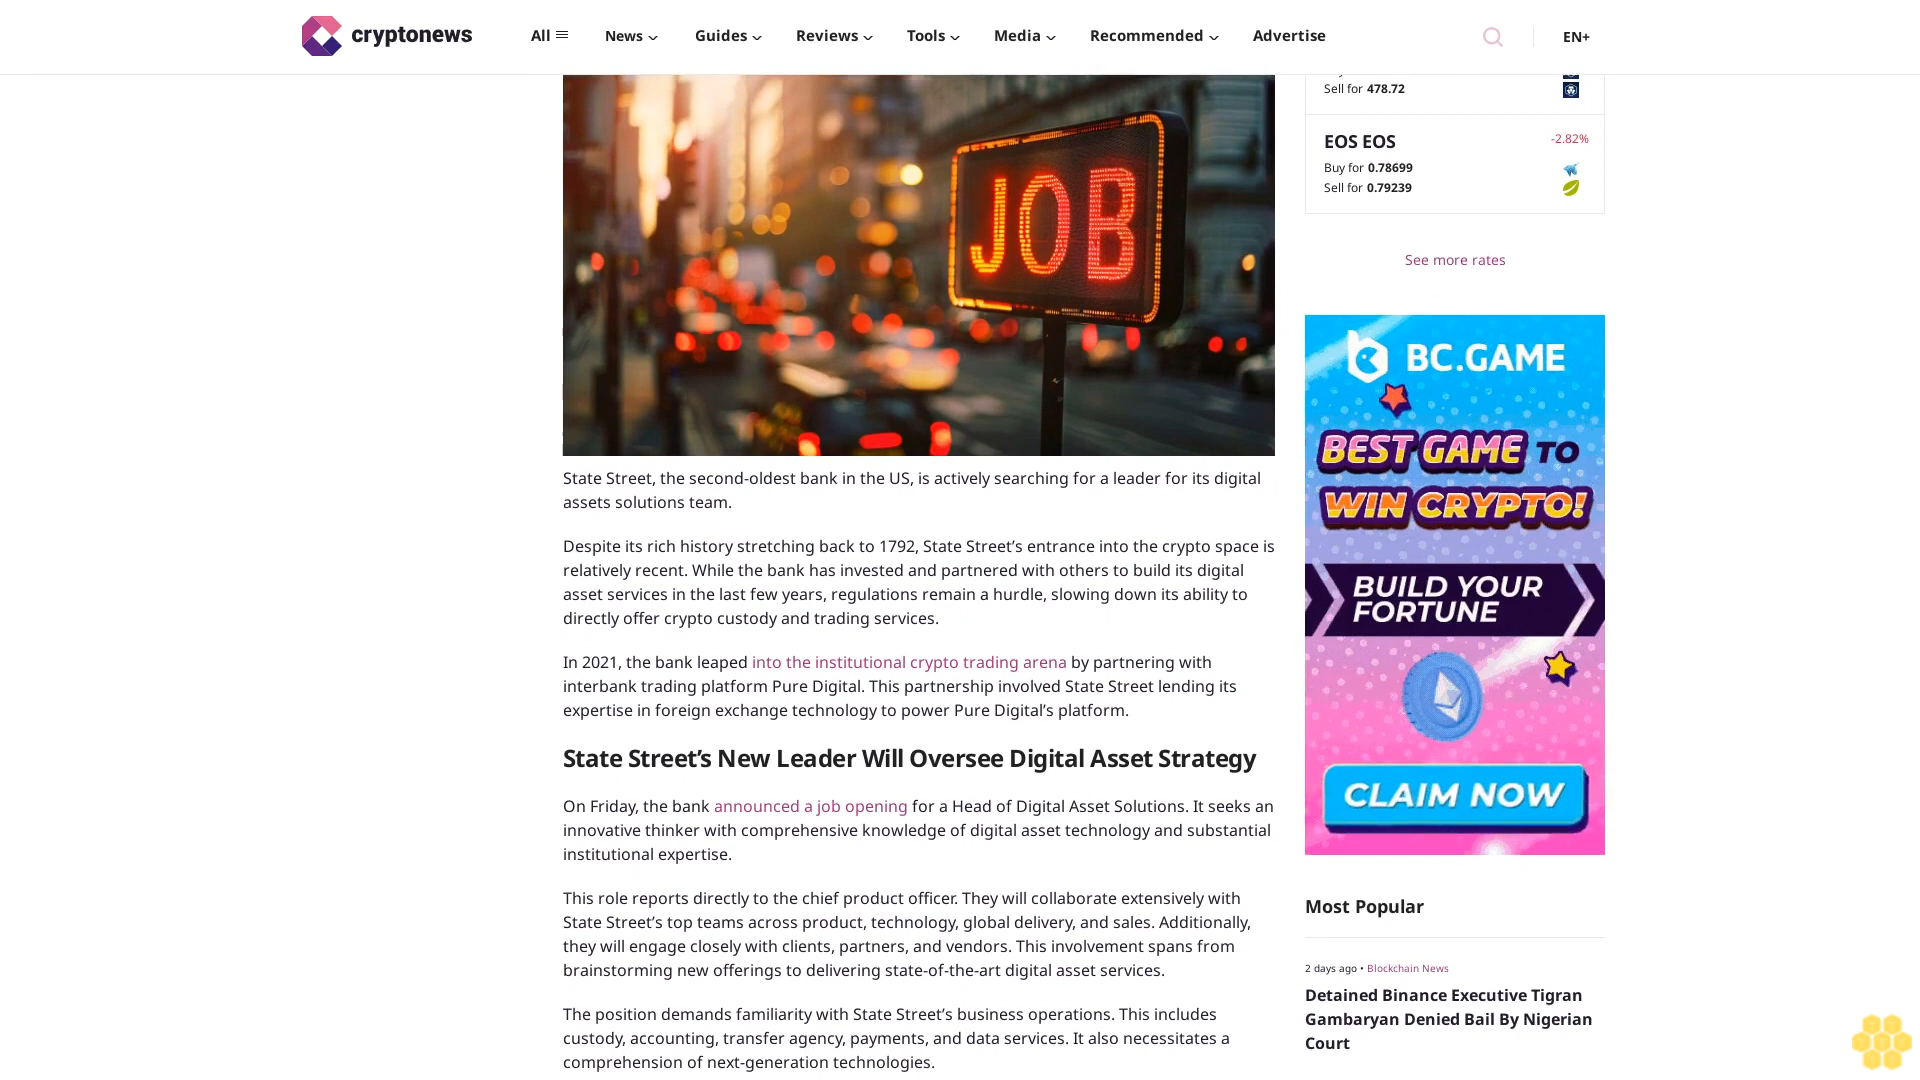 cryptonews
All
News
Guides
Reviews
Tools
Media
Recommended
Advertise
EN+
JOB
State Street, the second-oldest bank in the US, is actively searching for a leader for its digital
assets solutions team.
Despite its rich history stretching back to 1792, State Street’s entrance into the crypto space is
relatively recent. While the bank has invested and partnered with others to build its digital
asset services in the last few years, regulations remain a hurdle, slowing down its ability to
directly offer crypto custody and trading services.
In 2021, the bank leaped into the institutional crypto trading arena by partnering with
interbank trading platform Pure Digital. This partnership involved State Street lending its
expertise in foreign exchange technology to power Pure Digital’s platform.
State Street’s New Leader Will Oversee Digital Asset Strategy
On Friday, the bank announced a job opening for a Head of Digital Asset Solutions. It seeks an
innovative thinker with comprehensive knowledge of digital asset technology and substantial
institutional expertise.
This role reports directly to the chief product officer. They will collaborate extensively with
State Street’s top teams across product, technology, global delivery, and sales. Additionally,
they will engage closely with clients, partners, and vendors. This involvement spans from
brainstorming new offerings to delivering state-of-the-art digital asset services.
The position demands familiarity with State Street’s business operations. This includes
custody, accounting, transfer agency, payments, and data services. It also necessitates a
comprehension of next-generation technologies.
Sell for 478.72
EOS EOS
-2.82%
Buy for 0.78699
Sell for 0.79239
See more rates
BC.GAME
BEST GAME TO
WIN CRYPTO!
BUILD YOUR
FORTUNE
CLAIM NOW
Most Popular
2 days ago • Blockchain News
Detained Binance Executive Tigran
Gambaryan Denied Bail By Nigerian
Court